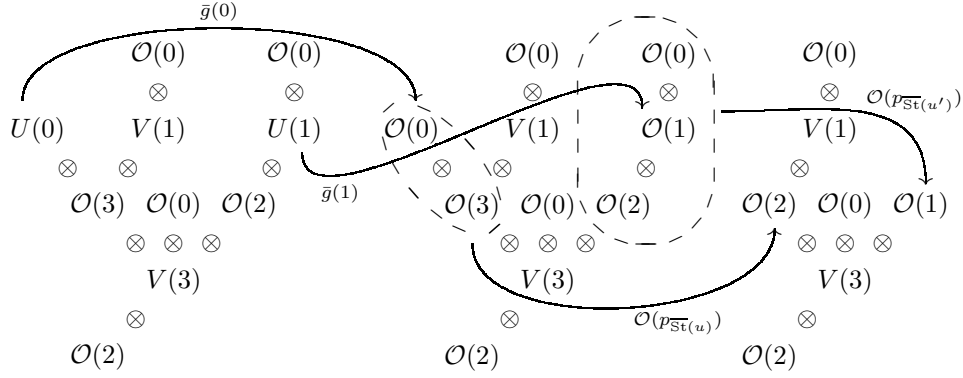 ḡ(0)
𝒪(0) 𝒪(0) 𝒪(0) 𝒪(0) 𝒪(0)
⊗ ⊗ ⊗ ⊗ ⊗ 𝒪(p_{\overline{St}(u′)})
U(0) V(1) U(1) 𝒪(0) V(1) 𝒪(1) V(1)
⊗ ⊗ ⊗ ⊗ ⊗ ⊗ ⊗
ḡ(1)
𝒪(3) 𝒪(0) 𝒪(2) 𝒪(3) 𝒪(0) 𝒪(2) 𝒪(2) 𝒪(0) 𝒪(1)
⊗ ⊗ ⊗ ⊗ ⊗ ⊗ ⊗ ⊗ ⊗
V(3) V(3) V(3)
⊗ ⊗ 𝒪(p_{\overline{St}(u)}) ⊗
𝒪(2) 𝒪(2) 𝒪(2)